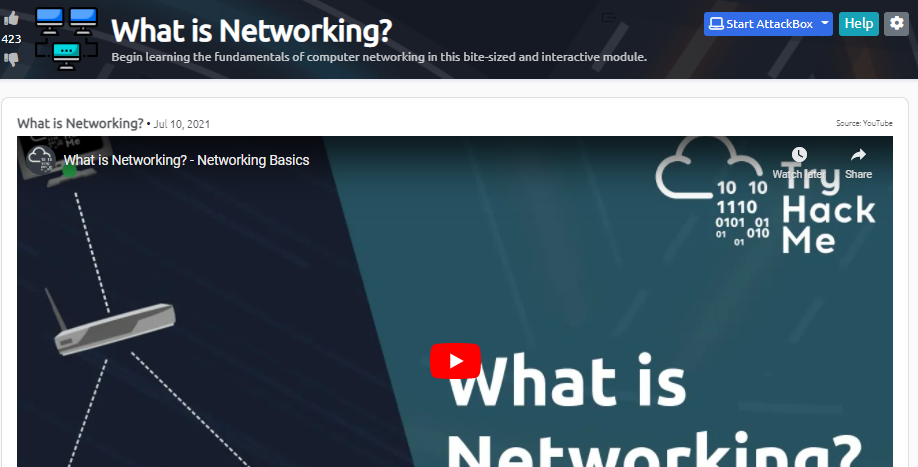 What is Networking?
Start AttackBox
Help
423
Begin learning the fundamentals of computer networking in this bite-sized and interactive module.
What is Networking? • Jul 10, 2021
Source: YouTube
Me
What is Networking? - Networking Basics
Watch later
Share
10 10
1110
0101 01
01 010
01
Try
Hack
Me
What is
Networking?